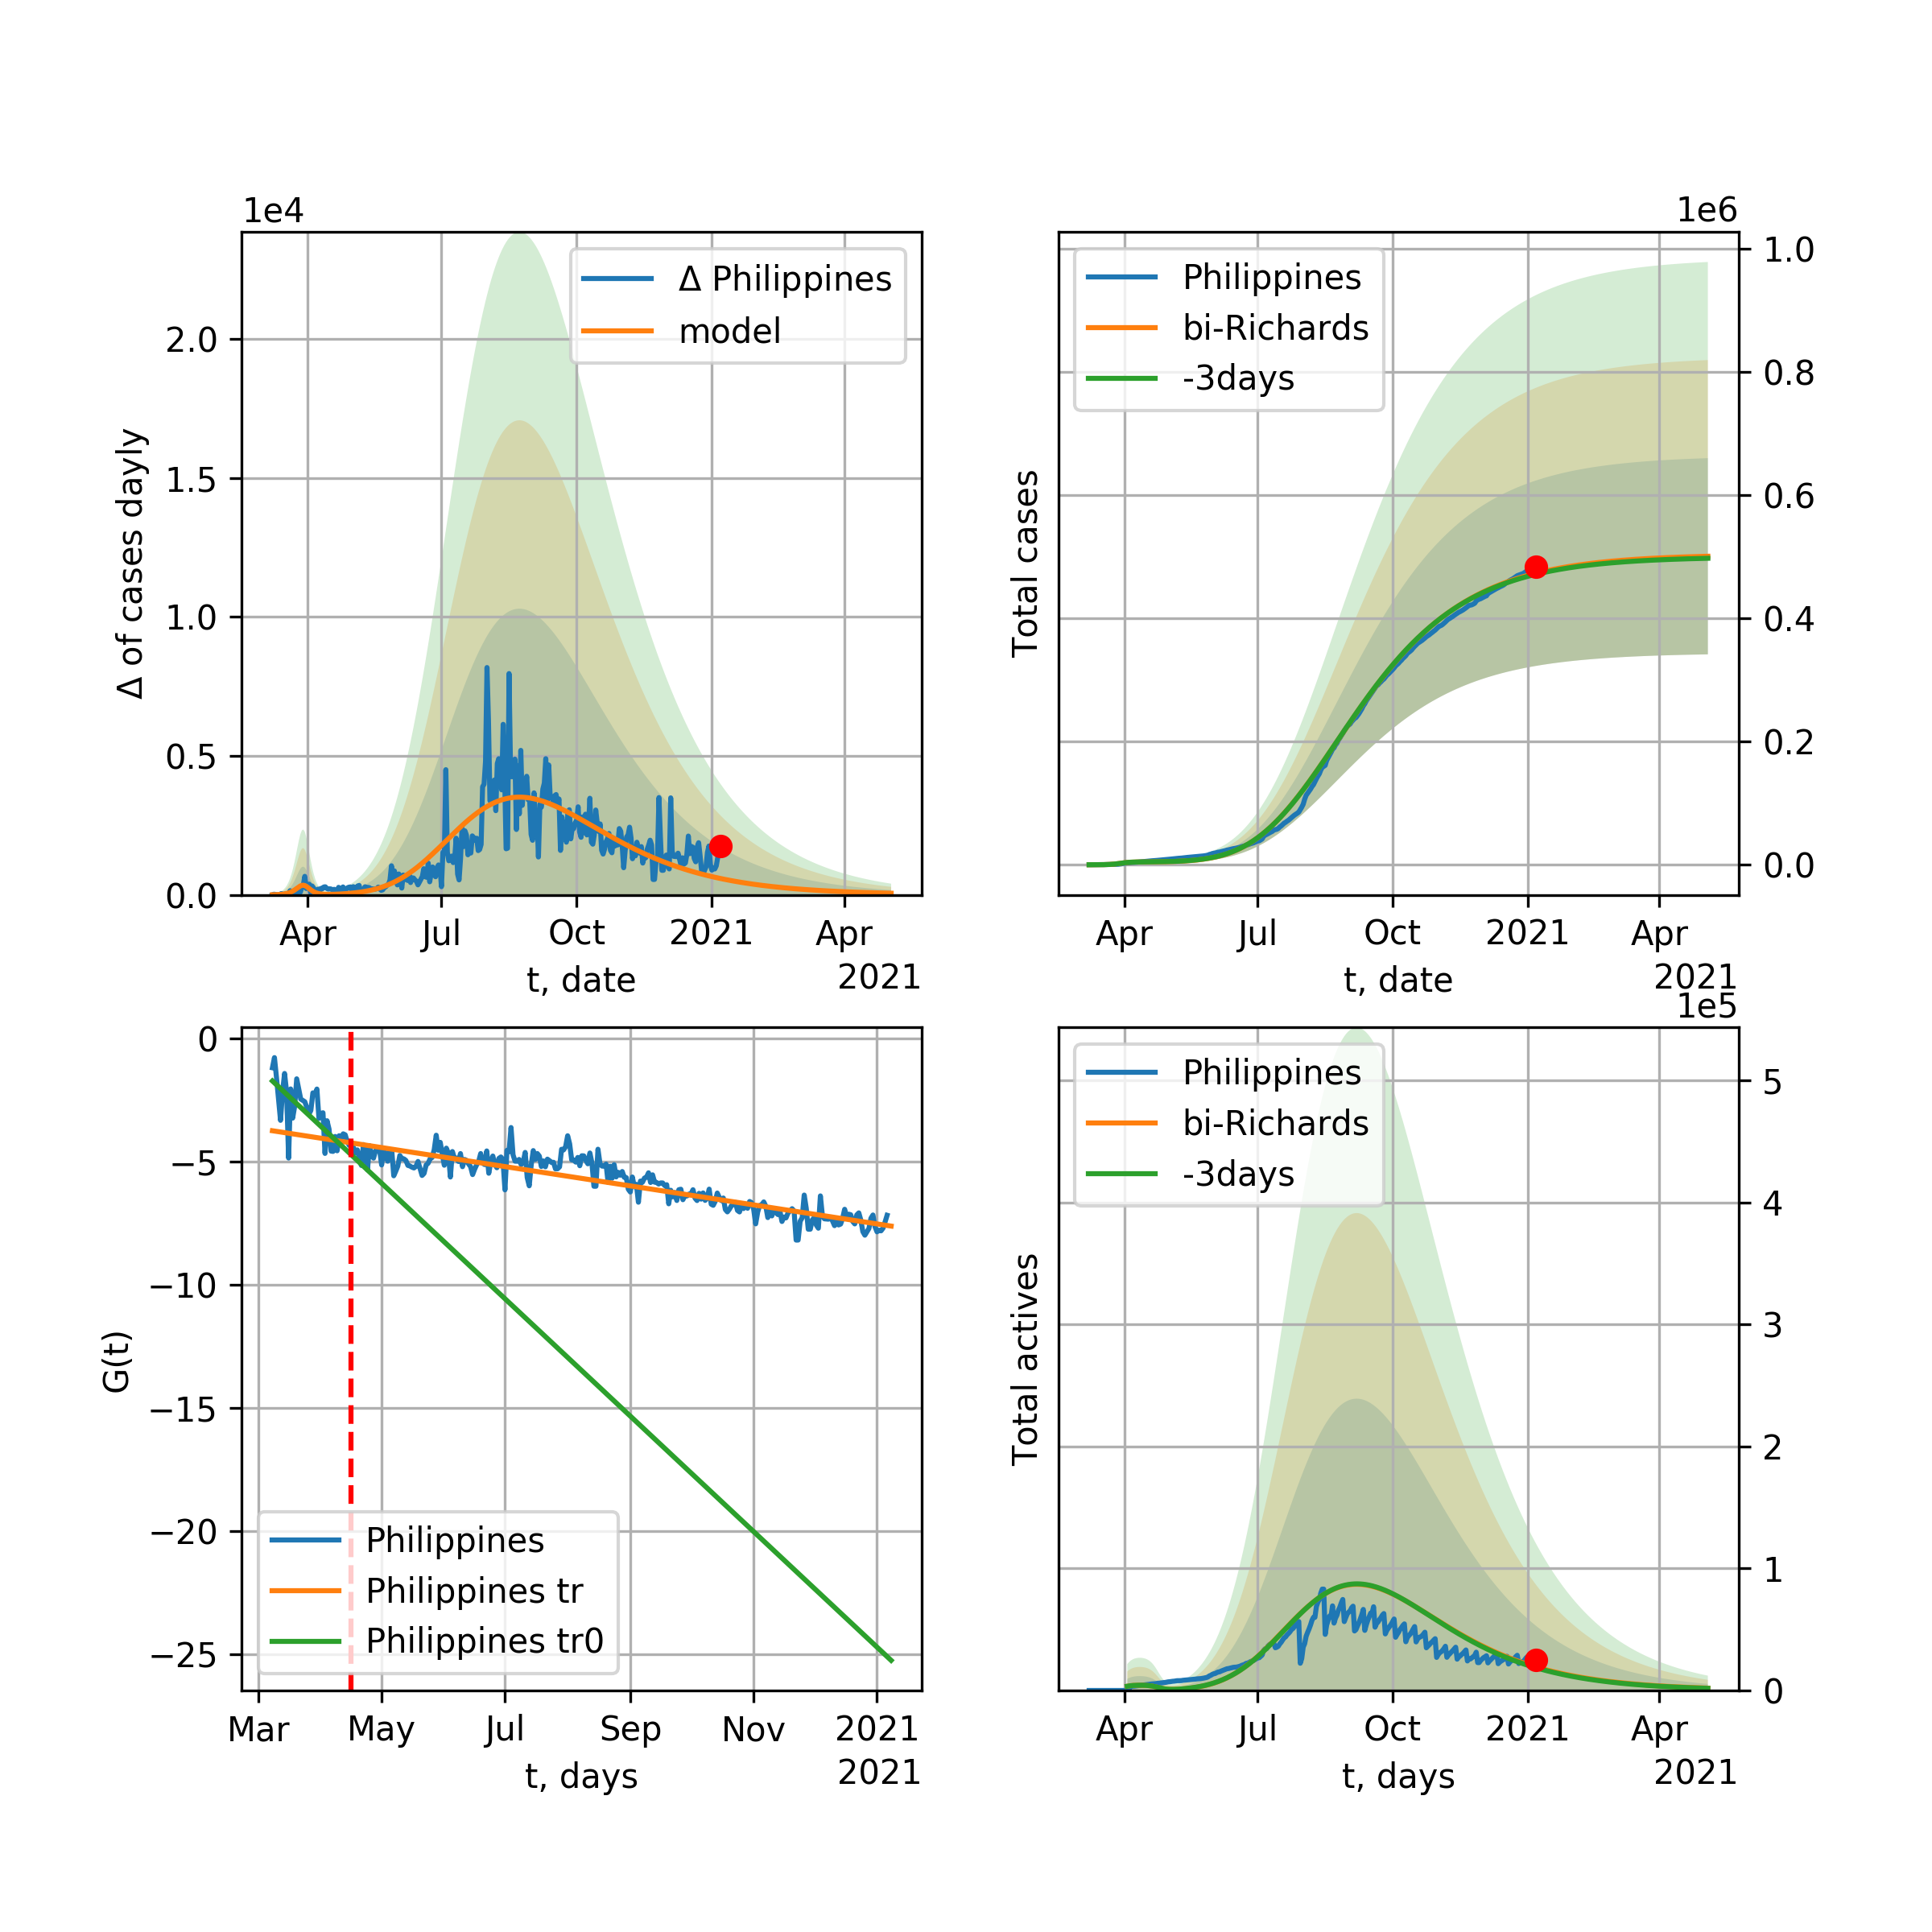 1e4
Δ of cases dayly
2.0
1.5
1.0
0.5
0.0
Δ Philippines
model
Apr Jul Oct 2021 Apr
t, date
2021
1e6
Total cases
Philippines
bi-Richards
-3days
1.0
0.8
0.6
0.4
0.2
0.0
Apr Jul Oct 2021 Apr
t, date
2021
G(t)
0
−5
−10
−15
−20
−25
Philippines
Philippines tr
Philippines tr0
Mar May Jul Sep Nov 2021
t, days
2021
1e5
Total actives
Philippines
bi-Richards
-3days
5
4
3
2
1
0
Apr Jul Oct 2021 Apr
t, days
2021